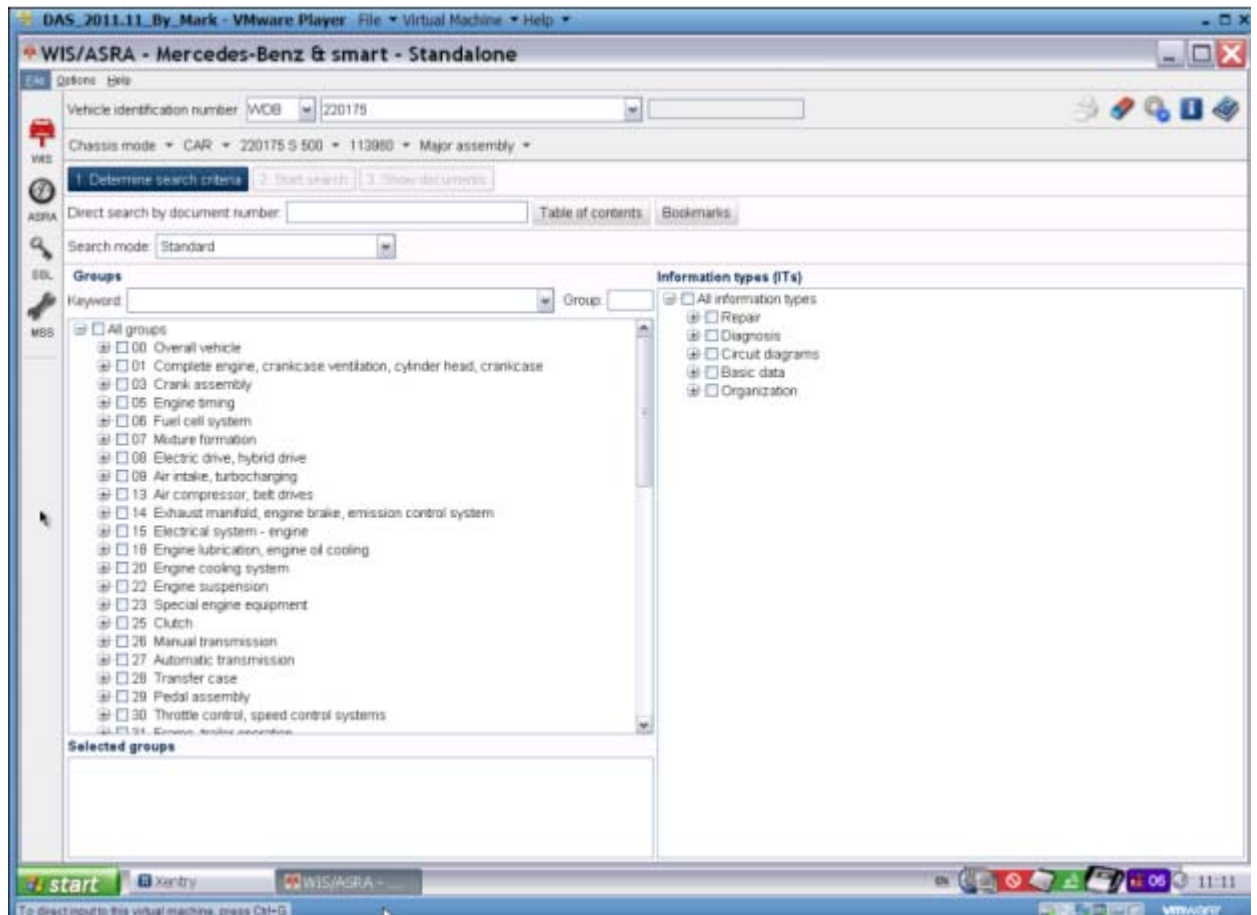 DAS_2011.11_By_Mark - VMware Player File Virtual Machine Help
WIS/ASRA - Mercedes-Benz & smart - Standalone
Options Help
Vehicle identification number WDB 220175
Chassis mode CAR 220175 S 500 113960 Major assembly
WIS
1. Determine search criteria 2. Start search 3. Show documents
ASRA
Direct search by document number: Table of contents Bookmarks
Search mode: Standard
SBL
Groups
Information types (ITs)
Keyword: Group:
MBS
All groups
00 Overall vehicle
01 Complete engine, crankcase ventilation, cylinder head, crankcase
03 Crank assembly
05 Engine timing
06 Fuel cell system
07 Mixture formation
08 Electric drive, hybrid drive
09 Air intake, turbocharging
13 Air compressor, belt drives
14 Exhaust manifold, engine brake, emission control system
15 Electrical system - engine
18 Engine lubrication, engine oil cooling
20 Engine cooling system
22 Engine suspension
23 Special engine equipment
25 Clutch
26 Manual transmission
27 Automatic transmission
28 Transfer case
29 Pedal assembly
30 Throttle control, speed control systems
31 Frame, trailer operation
All information types
Repair
Diagnosis
Circuit diagrams
Basic data
Organization
Selected groups
start Xentry WIS/ASRA - ... EN 06 11:11
To direct input to this virtual machine, press Ctrl+G. vmware